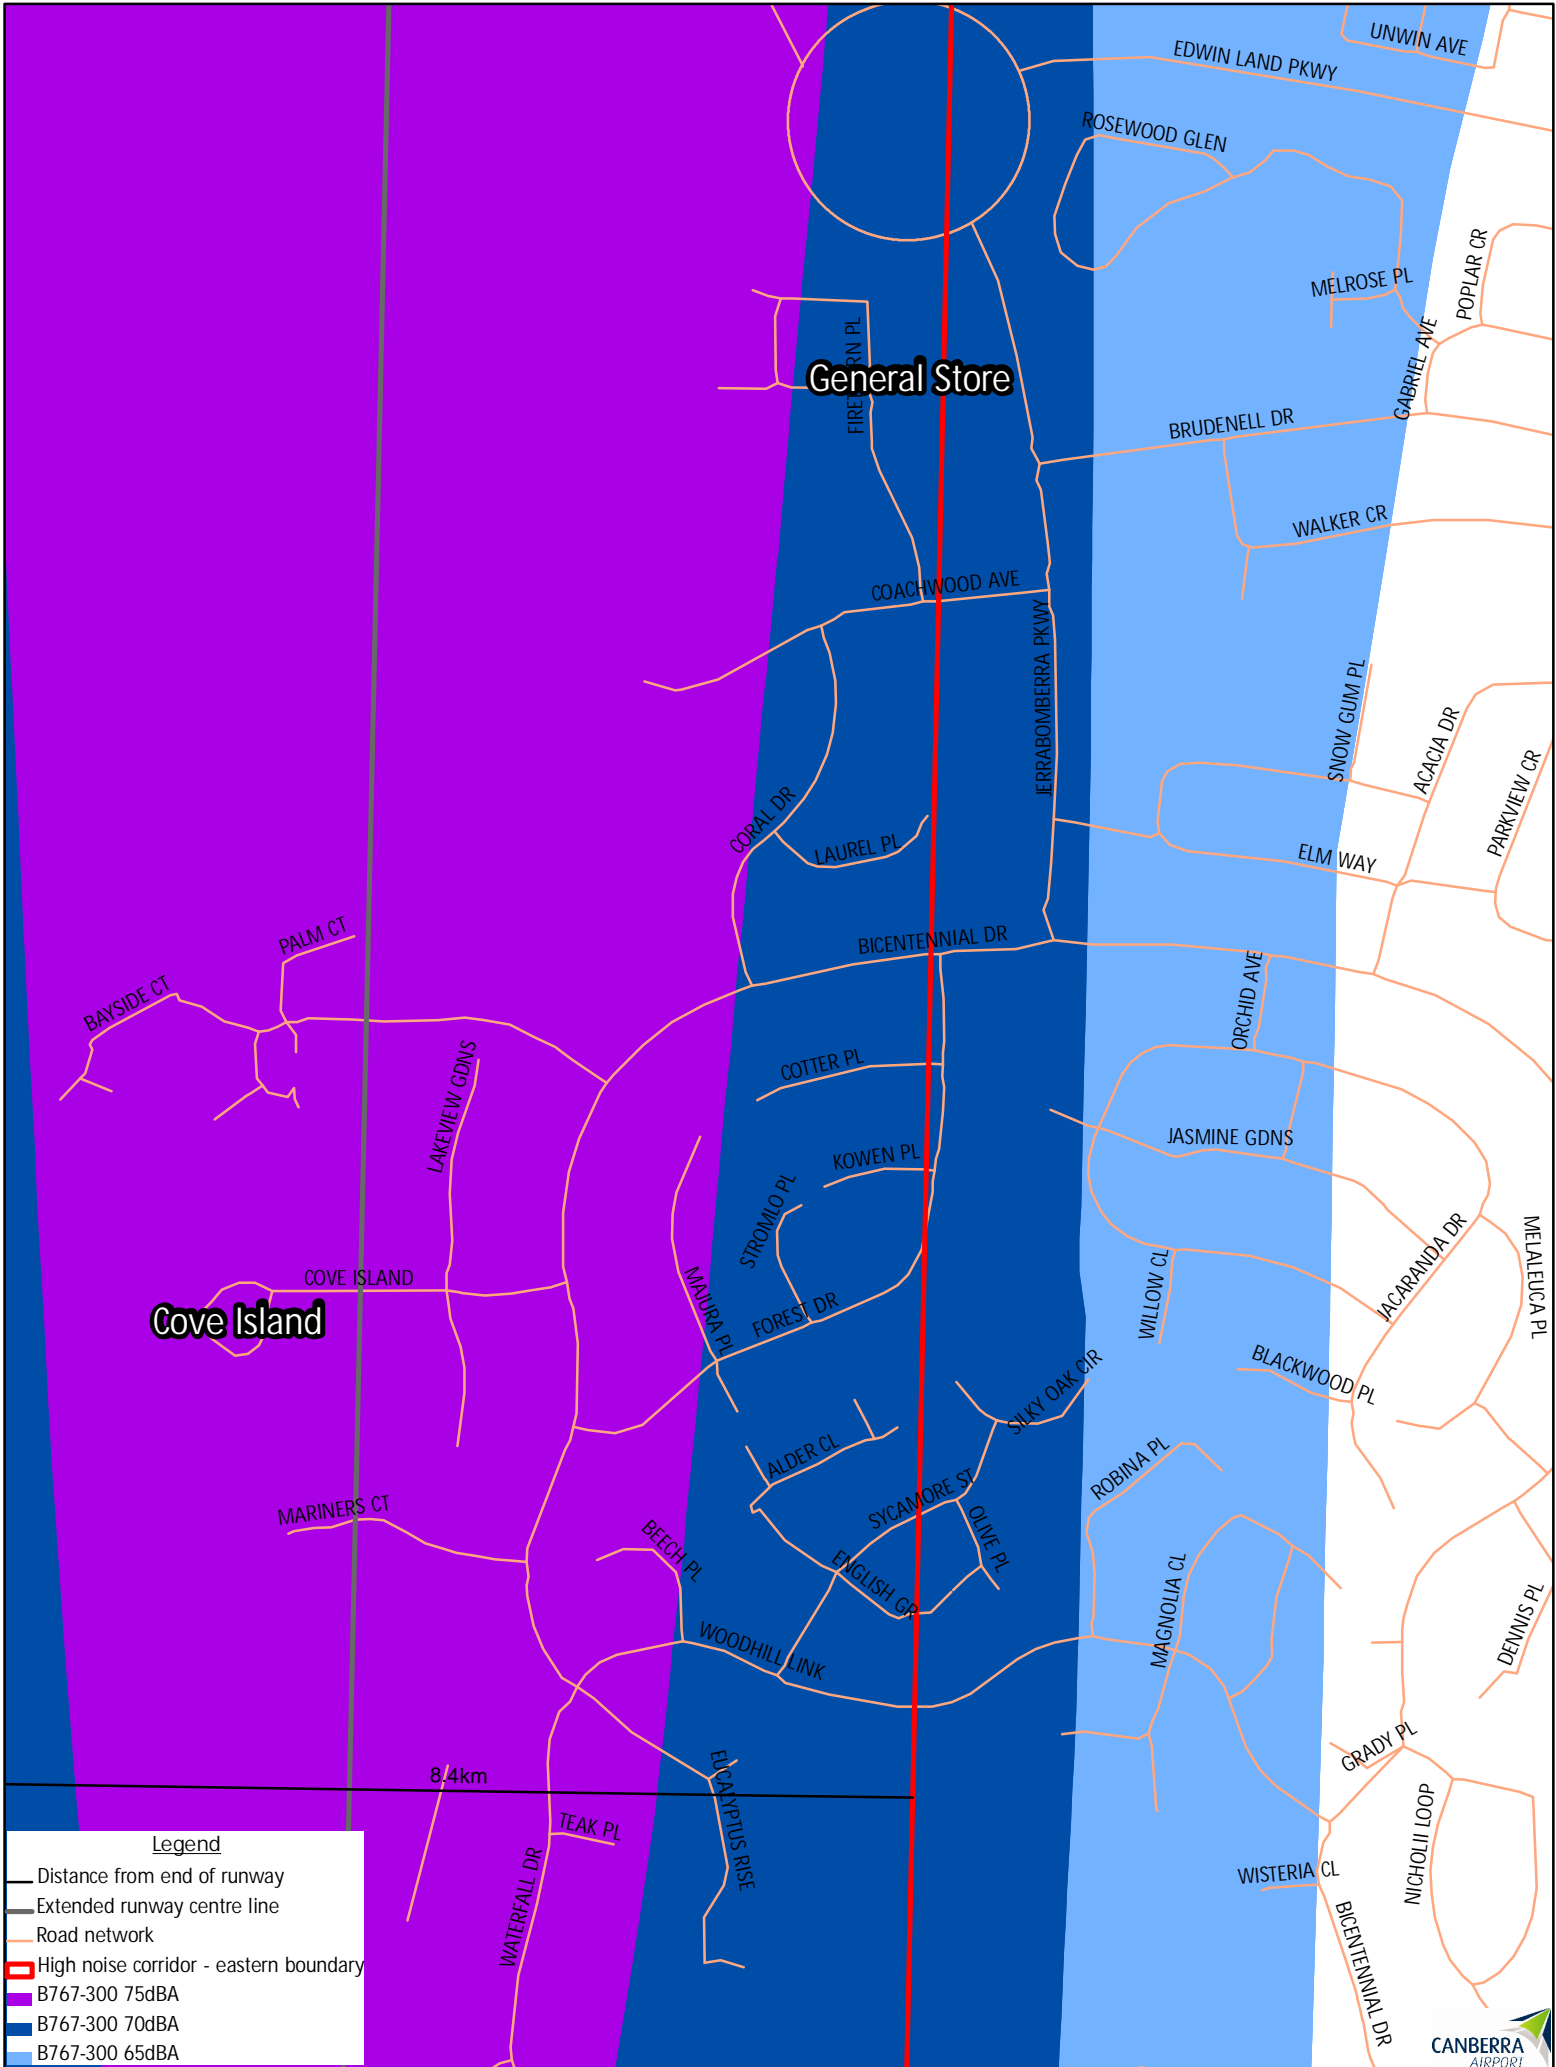 UNWIN AVE
EDWIN LAND PKWY
ROSEWOOD GLEN
POPLAR CR
MELROSE PL
GABRIEL AVE
General Store
BRUDENELL DR
WALKER CR
COACHWOOD AVE
JERRABOMBERRA PKWY
SNOW GUM PL
ACACIA DR
PARKVIEW CR
CORAL DR
LAUREL PL
ELM WAY
PALM CT
BICENTENNIAL DR
BAYSIDE CT
ORCHID AVE
LAKEVIEW GDNS
COTTER PL
JASMINE GDNS
KOWEN PL
STROMLO PL
JACARANDA DR
MELALEUCA PL
COVE ISLAND
Cove Island
MAJURA PL
FOREST DR
WILLOW CL
BLACKWOOD PL
SILKY OAK CIR
ALDER CL
ROBINA PL
SYCAMORE ST
MARINERS CT
BEECH PL
OLIVE PL
ENGLISH GR
MAGNOLIA CL
DENNIS PL
WOODHILL LINK
GRADY PL
8.4km
EUCALYPTUS RISE
NICHOLII LOOP
TEAK PL
WISTERIA CL
WATERFALL DR
BICENTENNIAL DR
Legend
Distance from end of runway
Extended runway centre line
Road network
High noise corridor - eastern boundary
B767-300 75dBA
B767-300 70dBA
B767-300 65dBA
CANBERRA
AIRPORT